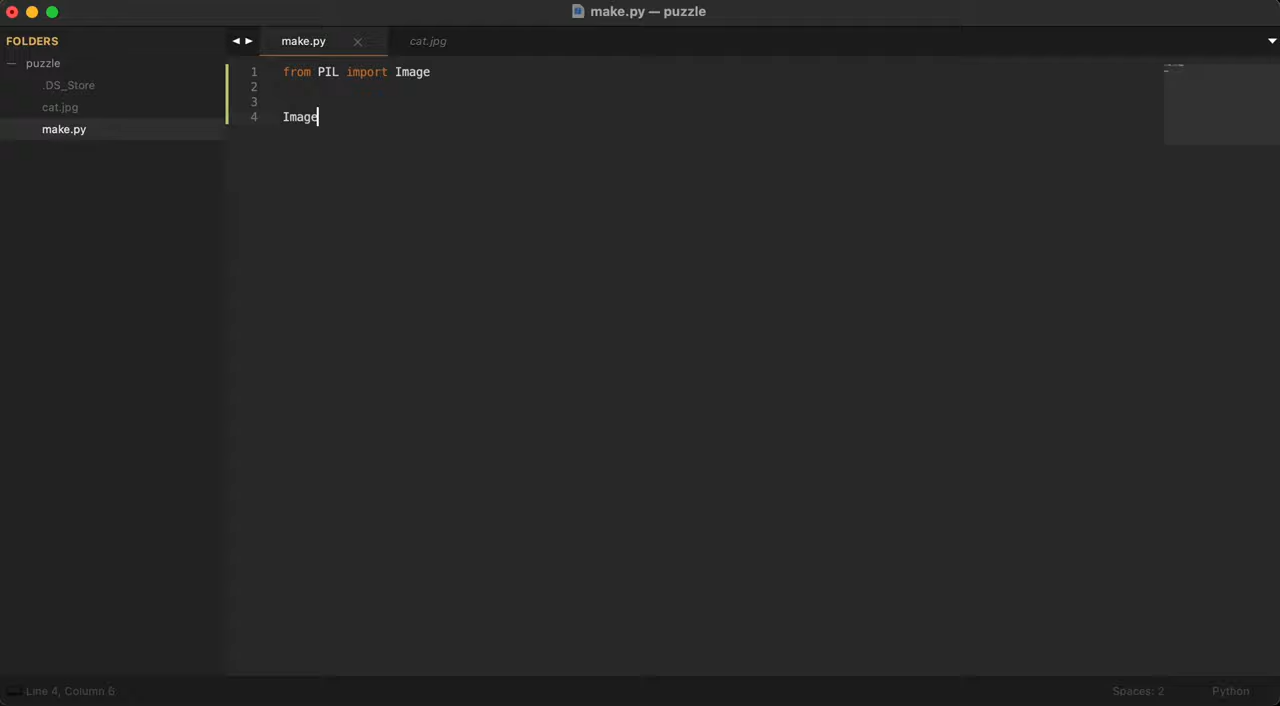 make.py — puzzle
FOLDERS
make.py
cat.jpg
puzzle
.DS_Store
cat.jpg
make.py
1 from PIL import Image
2
3
4 Image
Line 4, Column 6
Spaces: 2
Python